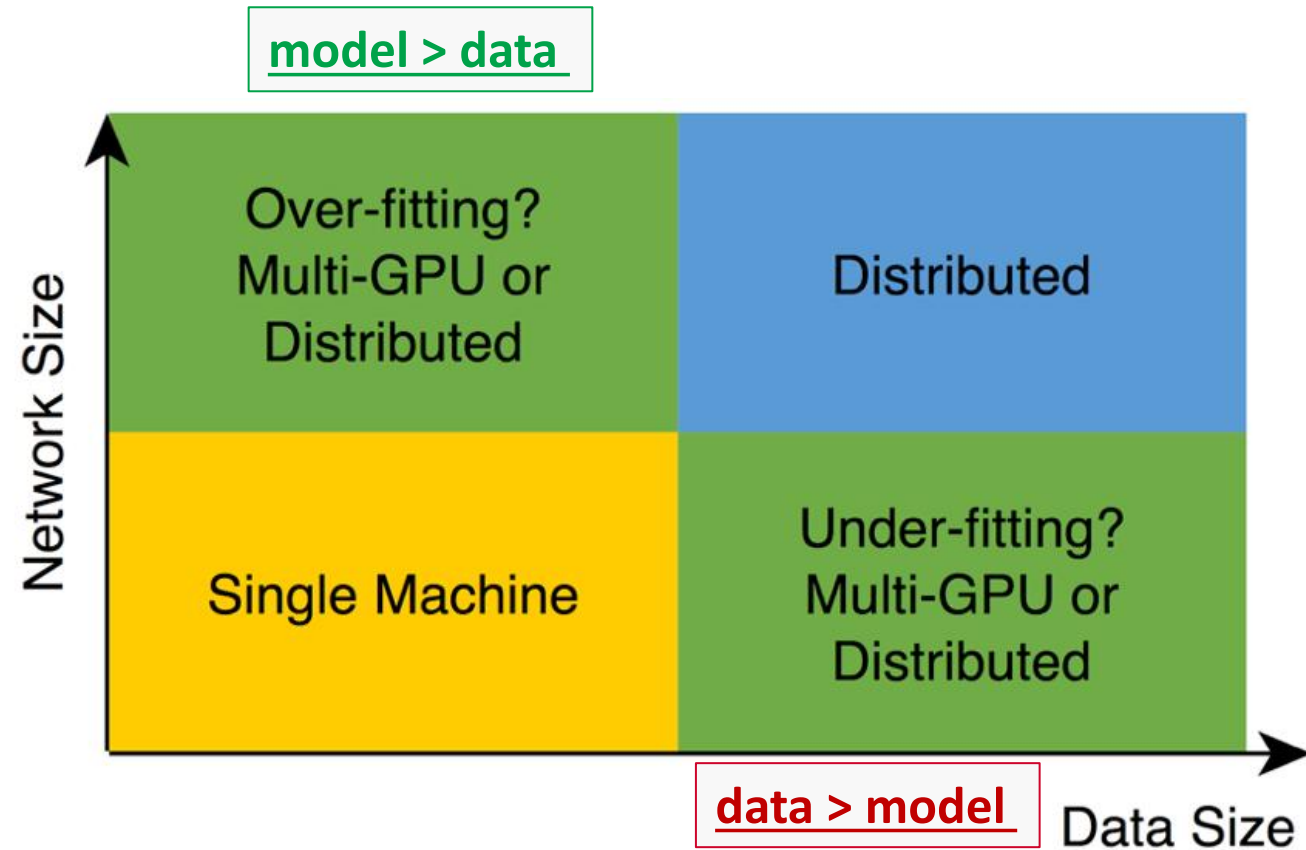 model > data
Over-fitting?
Multi-GPU or
Distributed
Distributed
Network Size
Single Machine
Under-fitting?
Multi-GPU or
Distributed
data > model
Data Size